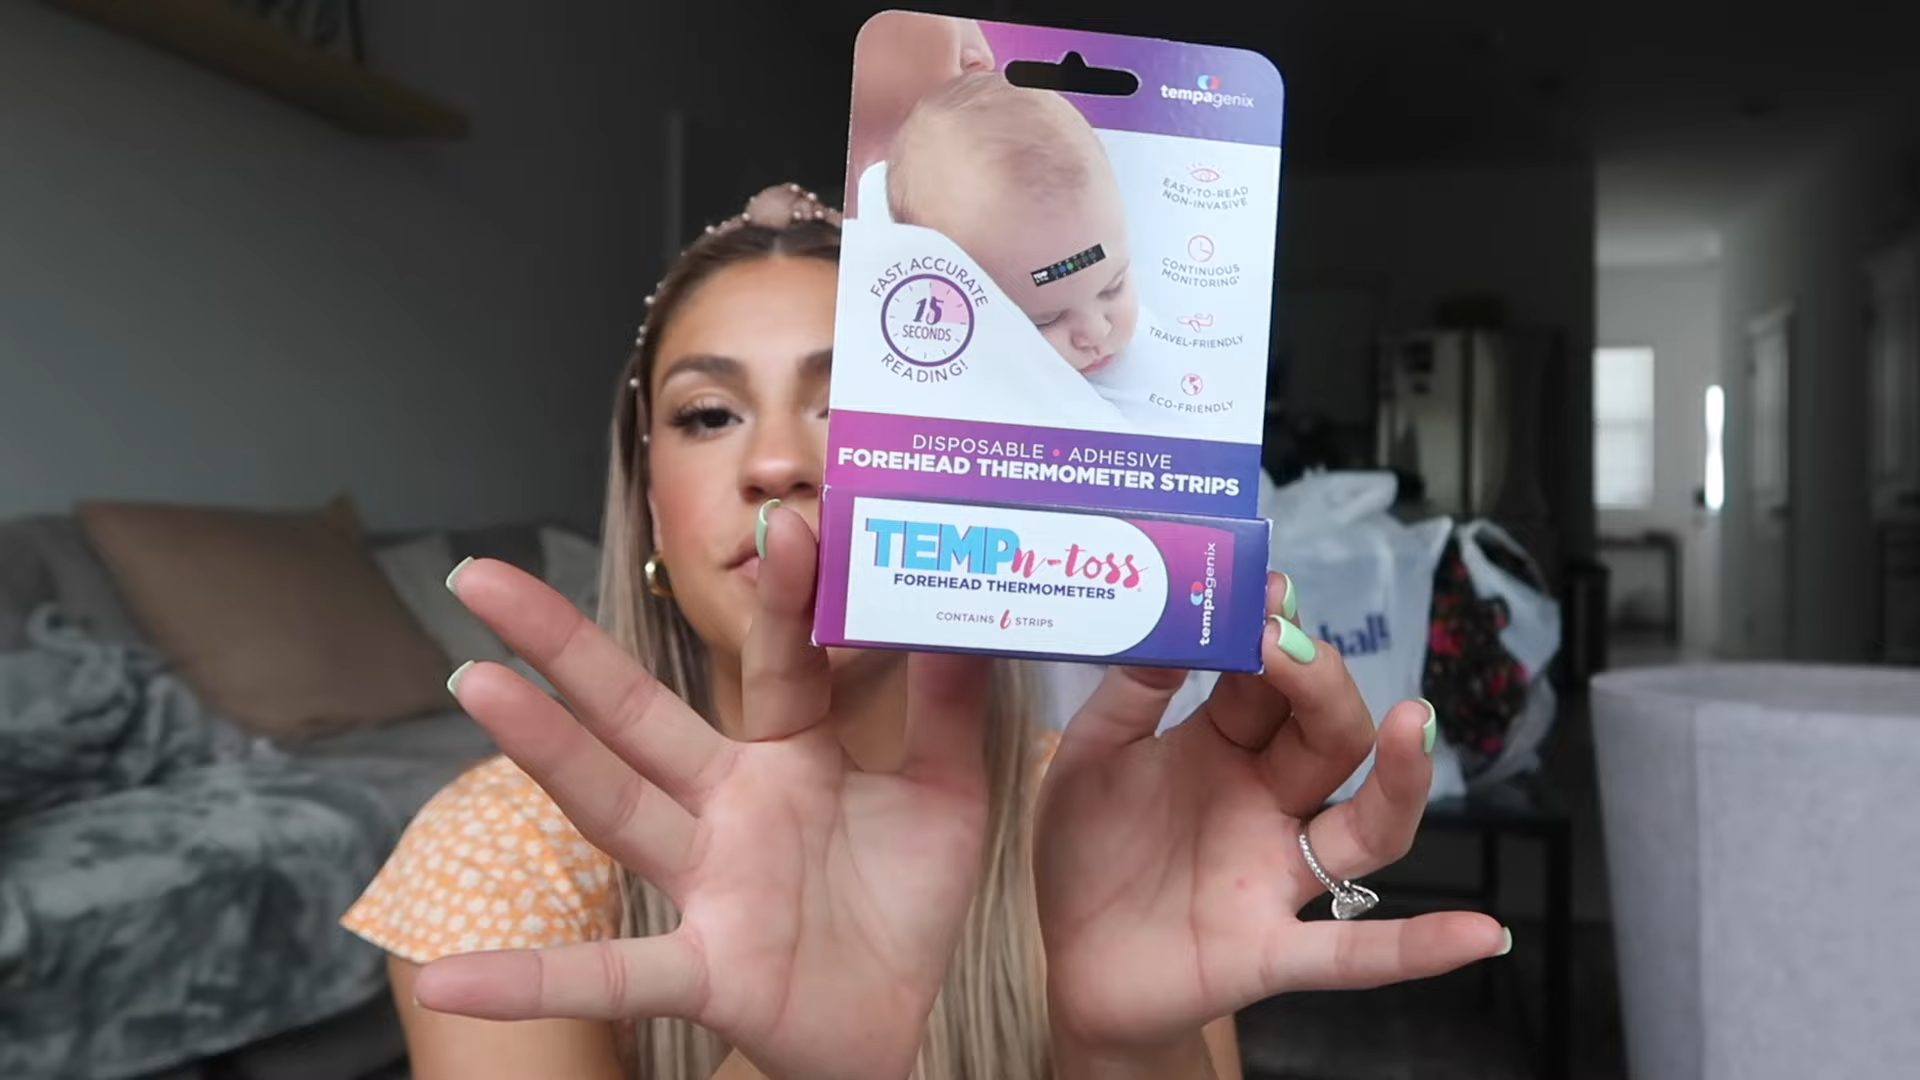 tempagenix
EASY-TO-READ
NON-INVASIVE
CONTINUOUS
MONITORING*
TRAVEL-FRIENDLY
ECO-FRIENDLY
FAST, ACCURATE
15
SECONDS
READING!
DISPOSABLE • ADHESIVE
FOREHEAD THERMOMETER STRIPS
TEMPn-toss
FOREHEAD THERMOMETERS
CONTAINS 6 STRIPS
tempagenix